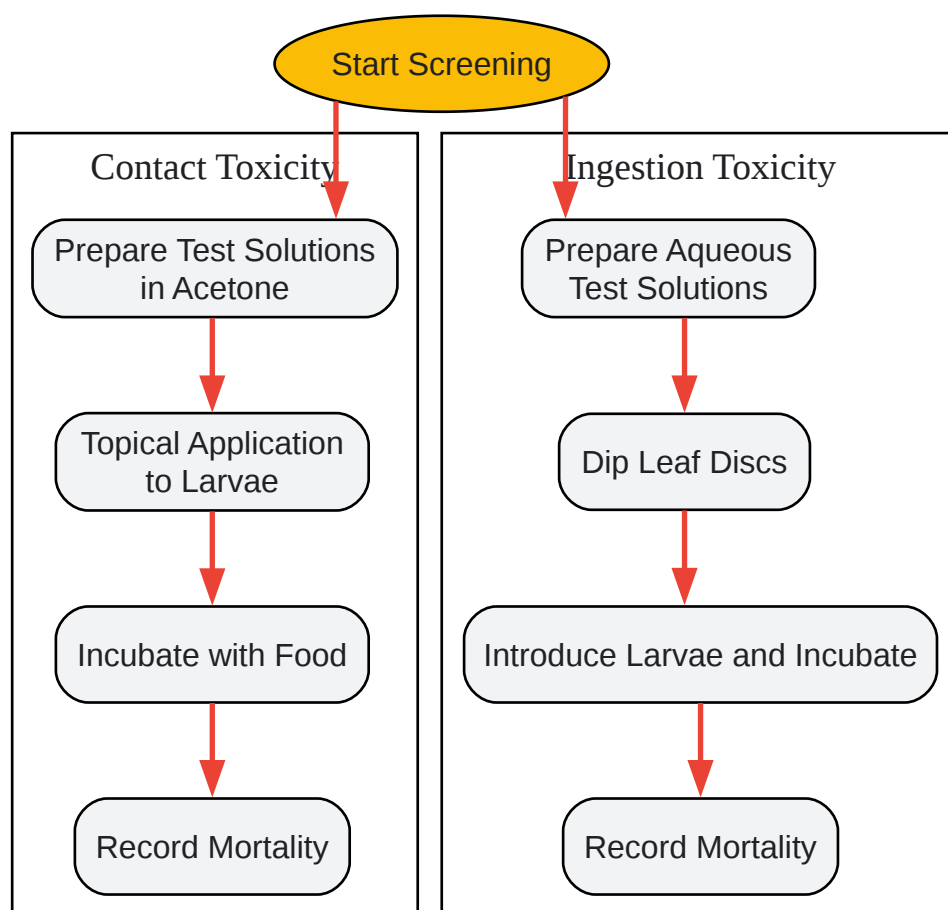 Start Screening
Contact Toxicity
Prepare Test Solutions
in Acetone
Topical Application
to Larvae
Incubate with Food
Record Mortality
Ingestion Toxicity
Prepare Aqueous
Test Solutions
Dip Leaf Discs
Introduce Larvae and Incubate
Record Mortality